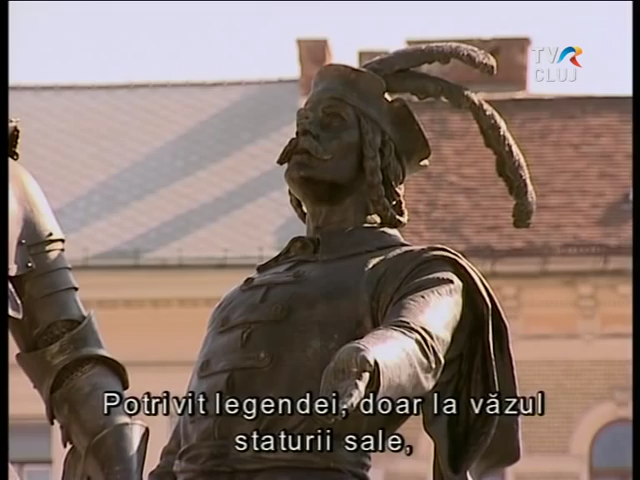 TVR
CLUJ
Potrivit legendei, doar la văzul
staturii sale,